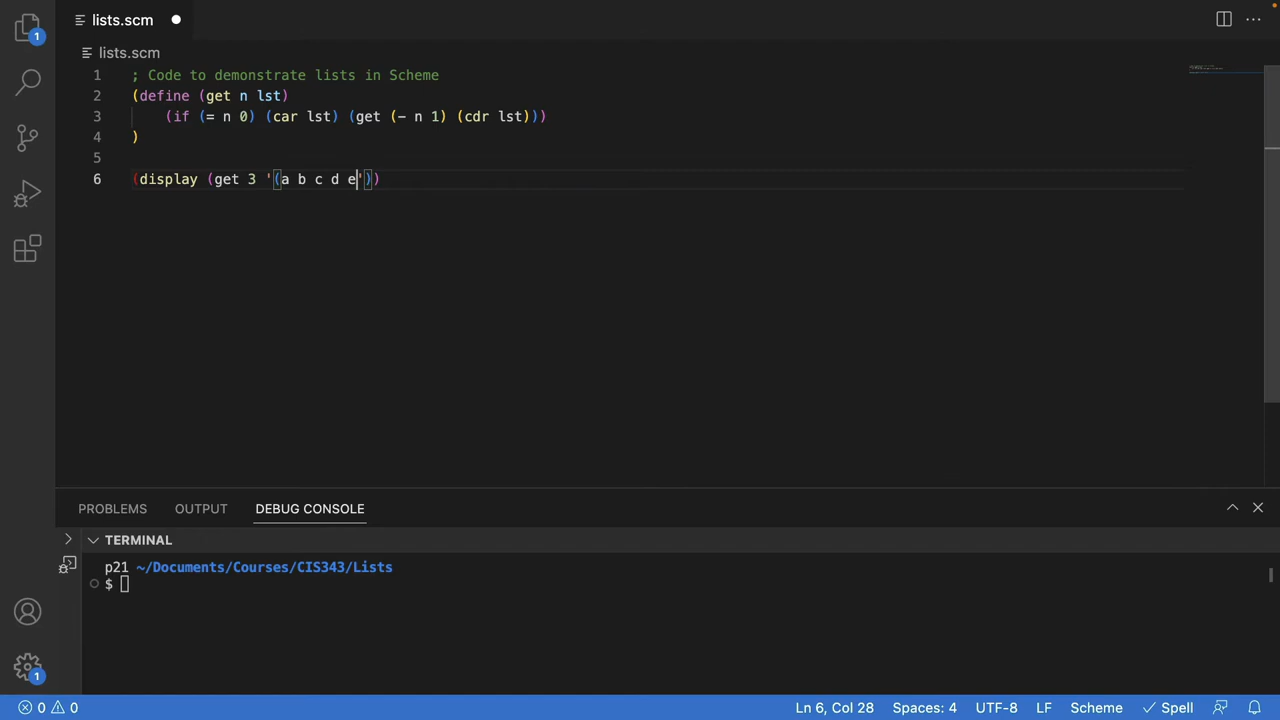 lists.scm
lists.scm
1 ; Code to demonstrate lists in Scheme
2 (define (get n lst)
3 (if (= n 0) (car lst) (get (- n 1) (cdr lst)))
4 )
5
6 (display (get 3 '(a b c d e'))
PROBLEMS OUTPUT DEBUG CONSOLE
TERMINAL
p21 ~/Documents/Courses/CIS343/Lists
$
1
1
0 0 Ln 6, Col 28 Spaces: 4 UTF-8 LF Scheme Spell